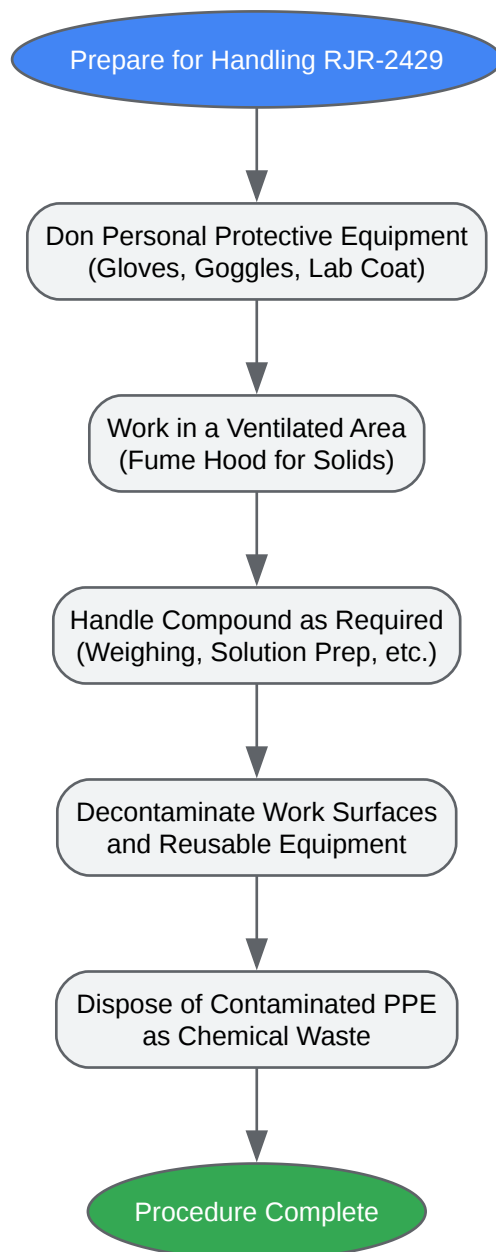 Prepare for Handling RJR-2429
Don Personal Protective Equipment
(Gloves, Goggles, Lab Coat)
Work in a Ventilated Area
(Fume Hood for Solids)
Handle Compound as Required
(Weighing, Solution Prep, etc.)
Decontaminate Work Surfaces
and Reusable Equipment
Dispose of Contaminated PPE
as Chemical Waste
Procedure Complete